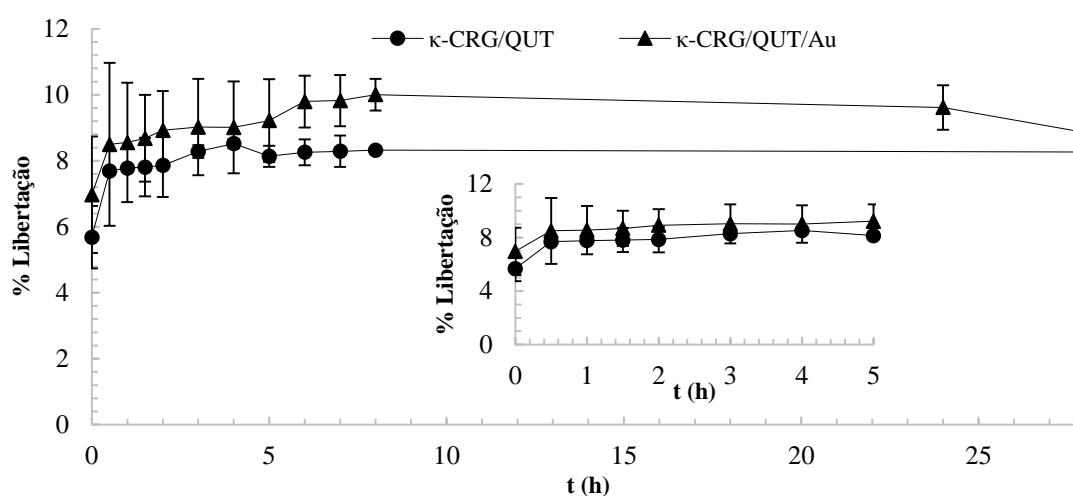 12
10
8
6
4
2
0
% Libertação
κ-CRG/QUT
κ-CRG/QUT/Au
12
8
4
0
% Libertação
0 1 2 3 4 5
t (h)
0 5 10 15 20 25
t (h)